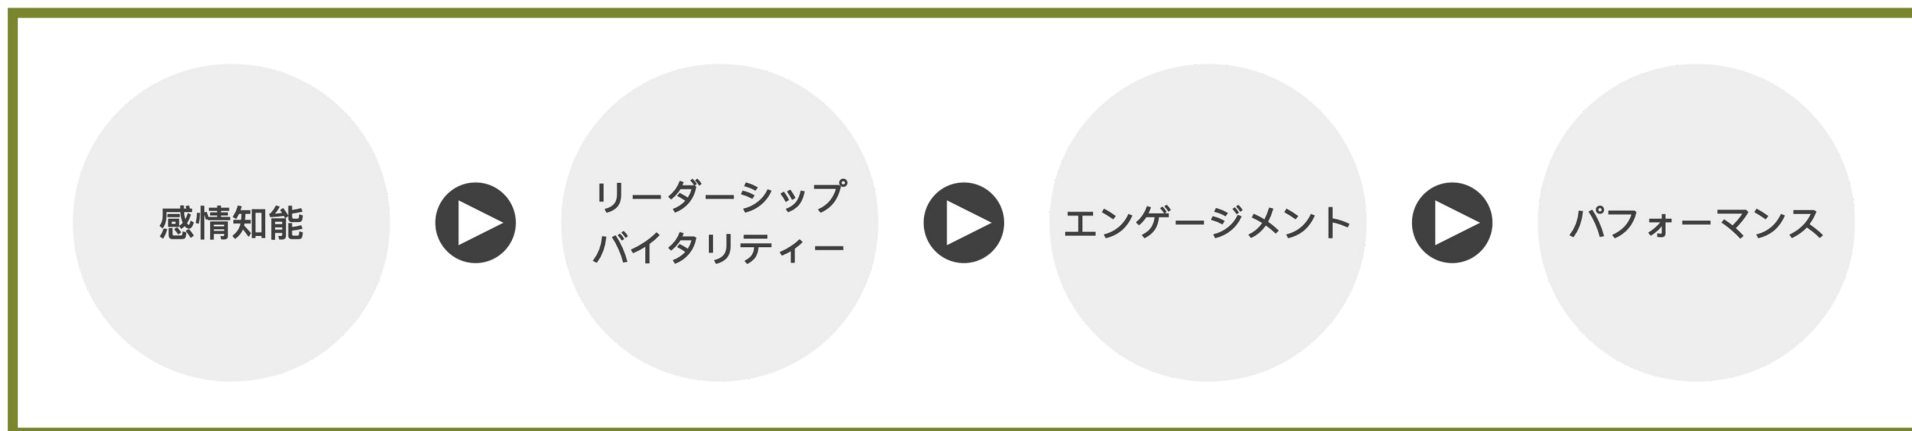 感情知能
リーダーシップ
バイタリティー
エンゲージメント
パフォーマンス